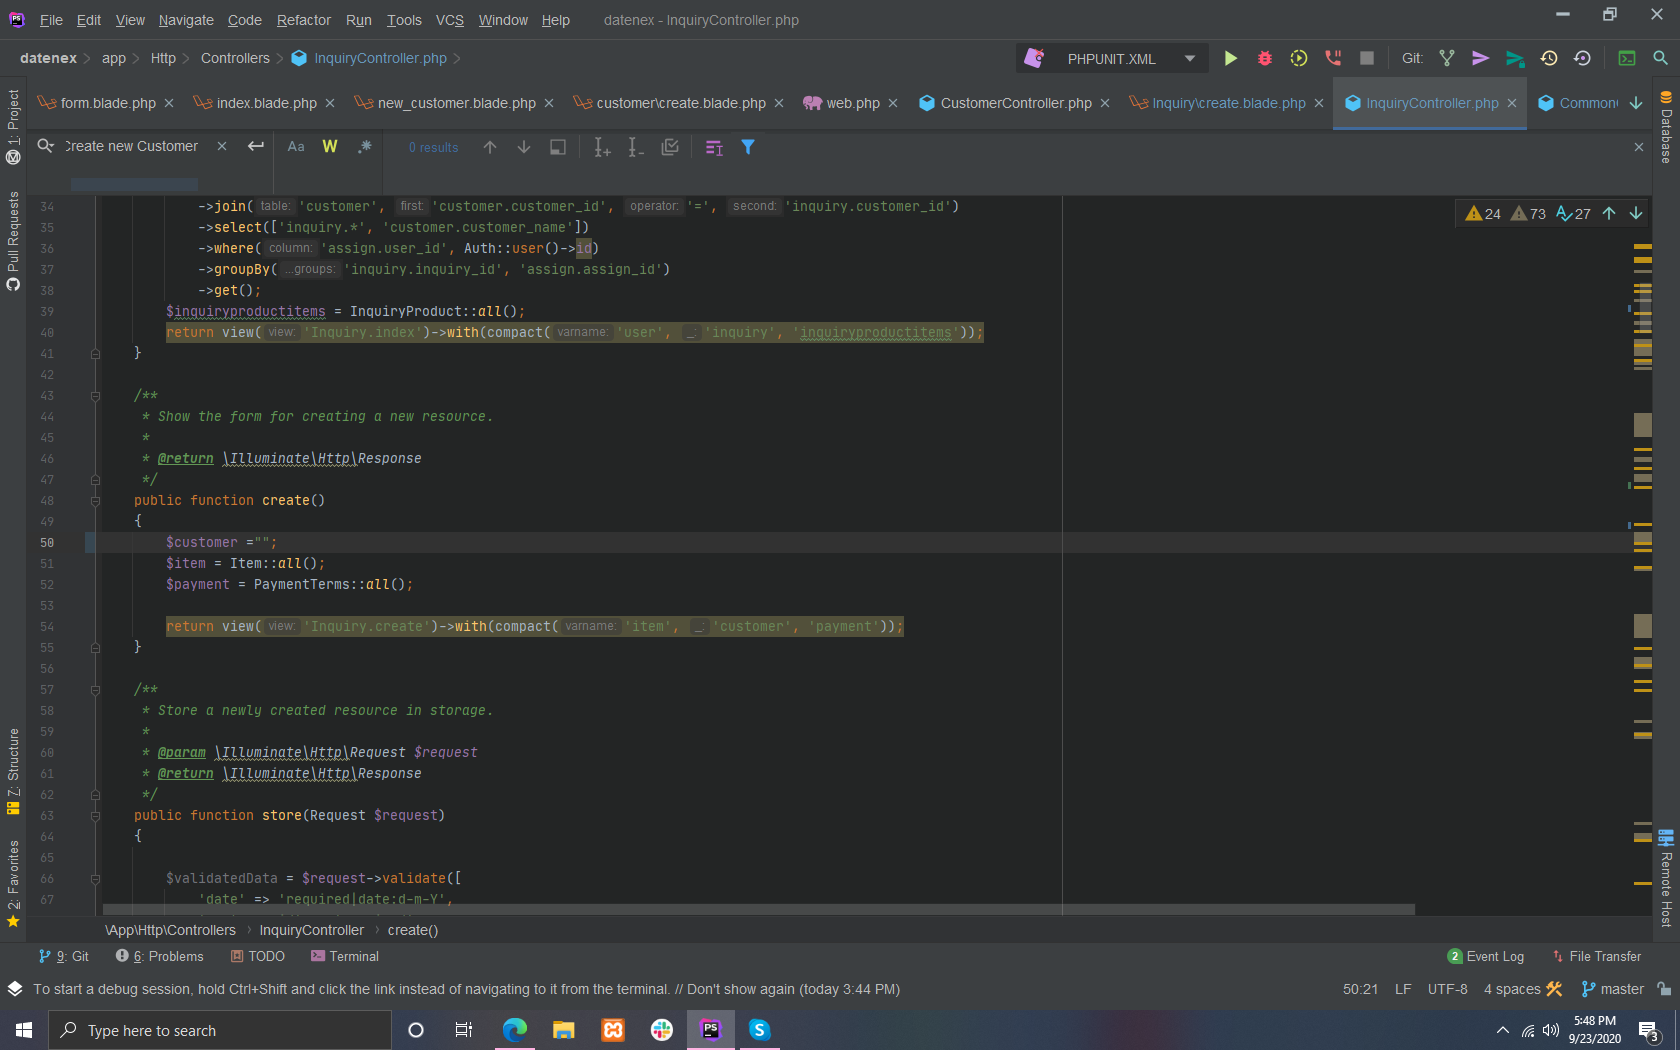 File Edit View Navigate Code Refactor Run Tools VCS Window Help datenex - InquiryController.php
datenex app Http Controllers InquiryController.php PHPUNIT.XML Git:
form.blade.php index.blade.php new_customer.blade.php customer\create.blade.php web.php CustomerController.php Inquiry\create.blade.php InquiryController.php
Create new Customer Aa W .* 0 results
24 73 27
34 ->join( table: 'customer', first: 'customer.customer_id', operator: '=', second: 'inquiry.customer_id')
35 ->select(['inquiry.*', 'customer.customer_name'])
36 ->where( column: 'assign.user_id', Auth::user()->id)
37 ->groupBy( ...groups: 'inquiry.inquiry_id', 'assign.assign_id')
38 ->get();
39 $inquiryproductitems = InquiryProduct::all();
40 return view( view: 'Inquiry.index')->with(compact( varname: 'user', _: 'inquiry', 'inquiryproductitems'));
41 }
42
43 /**
44 * Show the form for creating a new resource.
45 *
46 * @return \Illuminate\Http\Response
47 */
48 public function create()
49 {
50 $customer ="";
51 $item = Item::all();
52 $payment = PaymentTerms::all();
53
54 return view( view: 'Inquiry.create')->with(compact( varname: 'item', _: 'customer', 'payment'));
55 }
56
57 /**
58 * Store a newly created resource in storage.
59 *
60 * @param \Illuminate\Http\Request $request
61 * @return \Illuminate\Http\Response
62 */
63 public function store(Request $request)
64 {
65
66 $validatedData = $request->validate([
67 'date' => 'required|date:d-m-Y',
\App\Http\Controllers InquiryController create()
1: Project
Pull Requests
7: Structure
2: Favorites
Database
Remote Host
9: Git 6: Problems TODO Terminal 2 Event Log File Transfer
To start a debug session, hold Ctrl+Shift and click the link instead of navigating to it from the terminal. // Don't show again (today 3:44 PM) 50:21 LF UTF-8 4 spaces master
Type here to search PS S 5:48 PM
9/23/2020 3